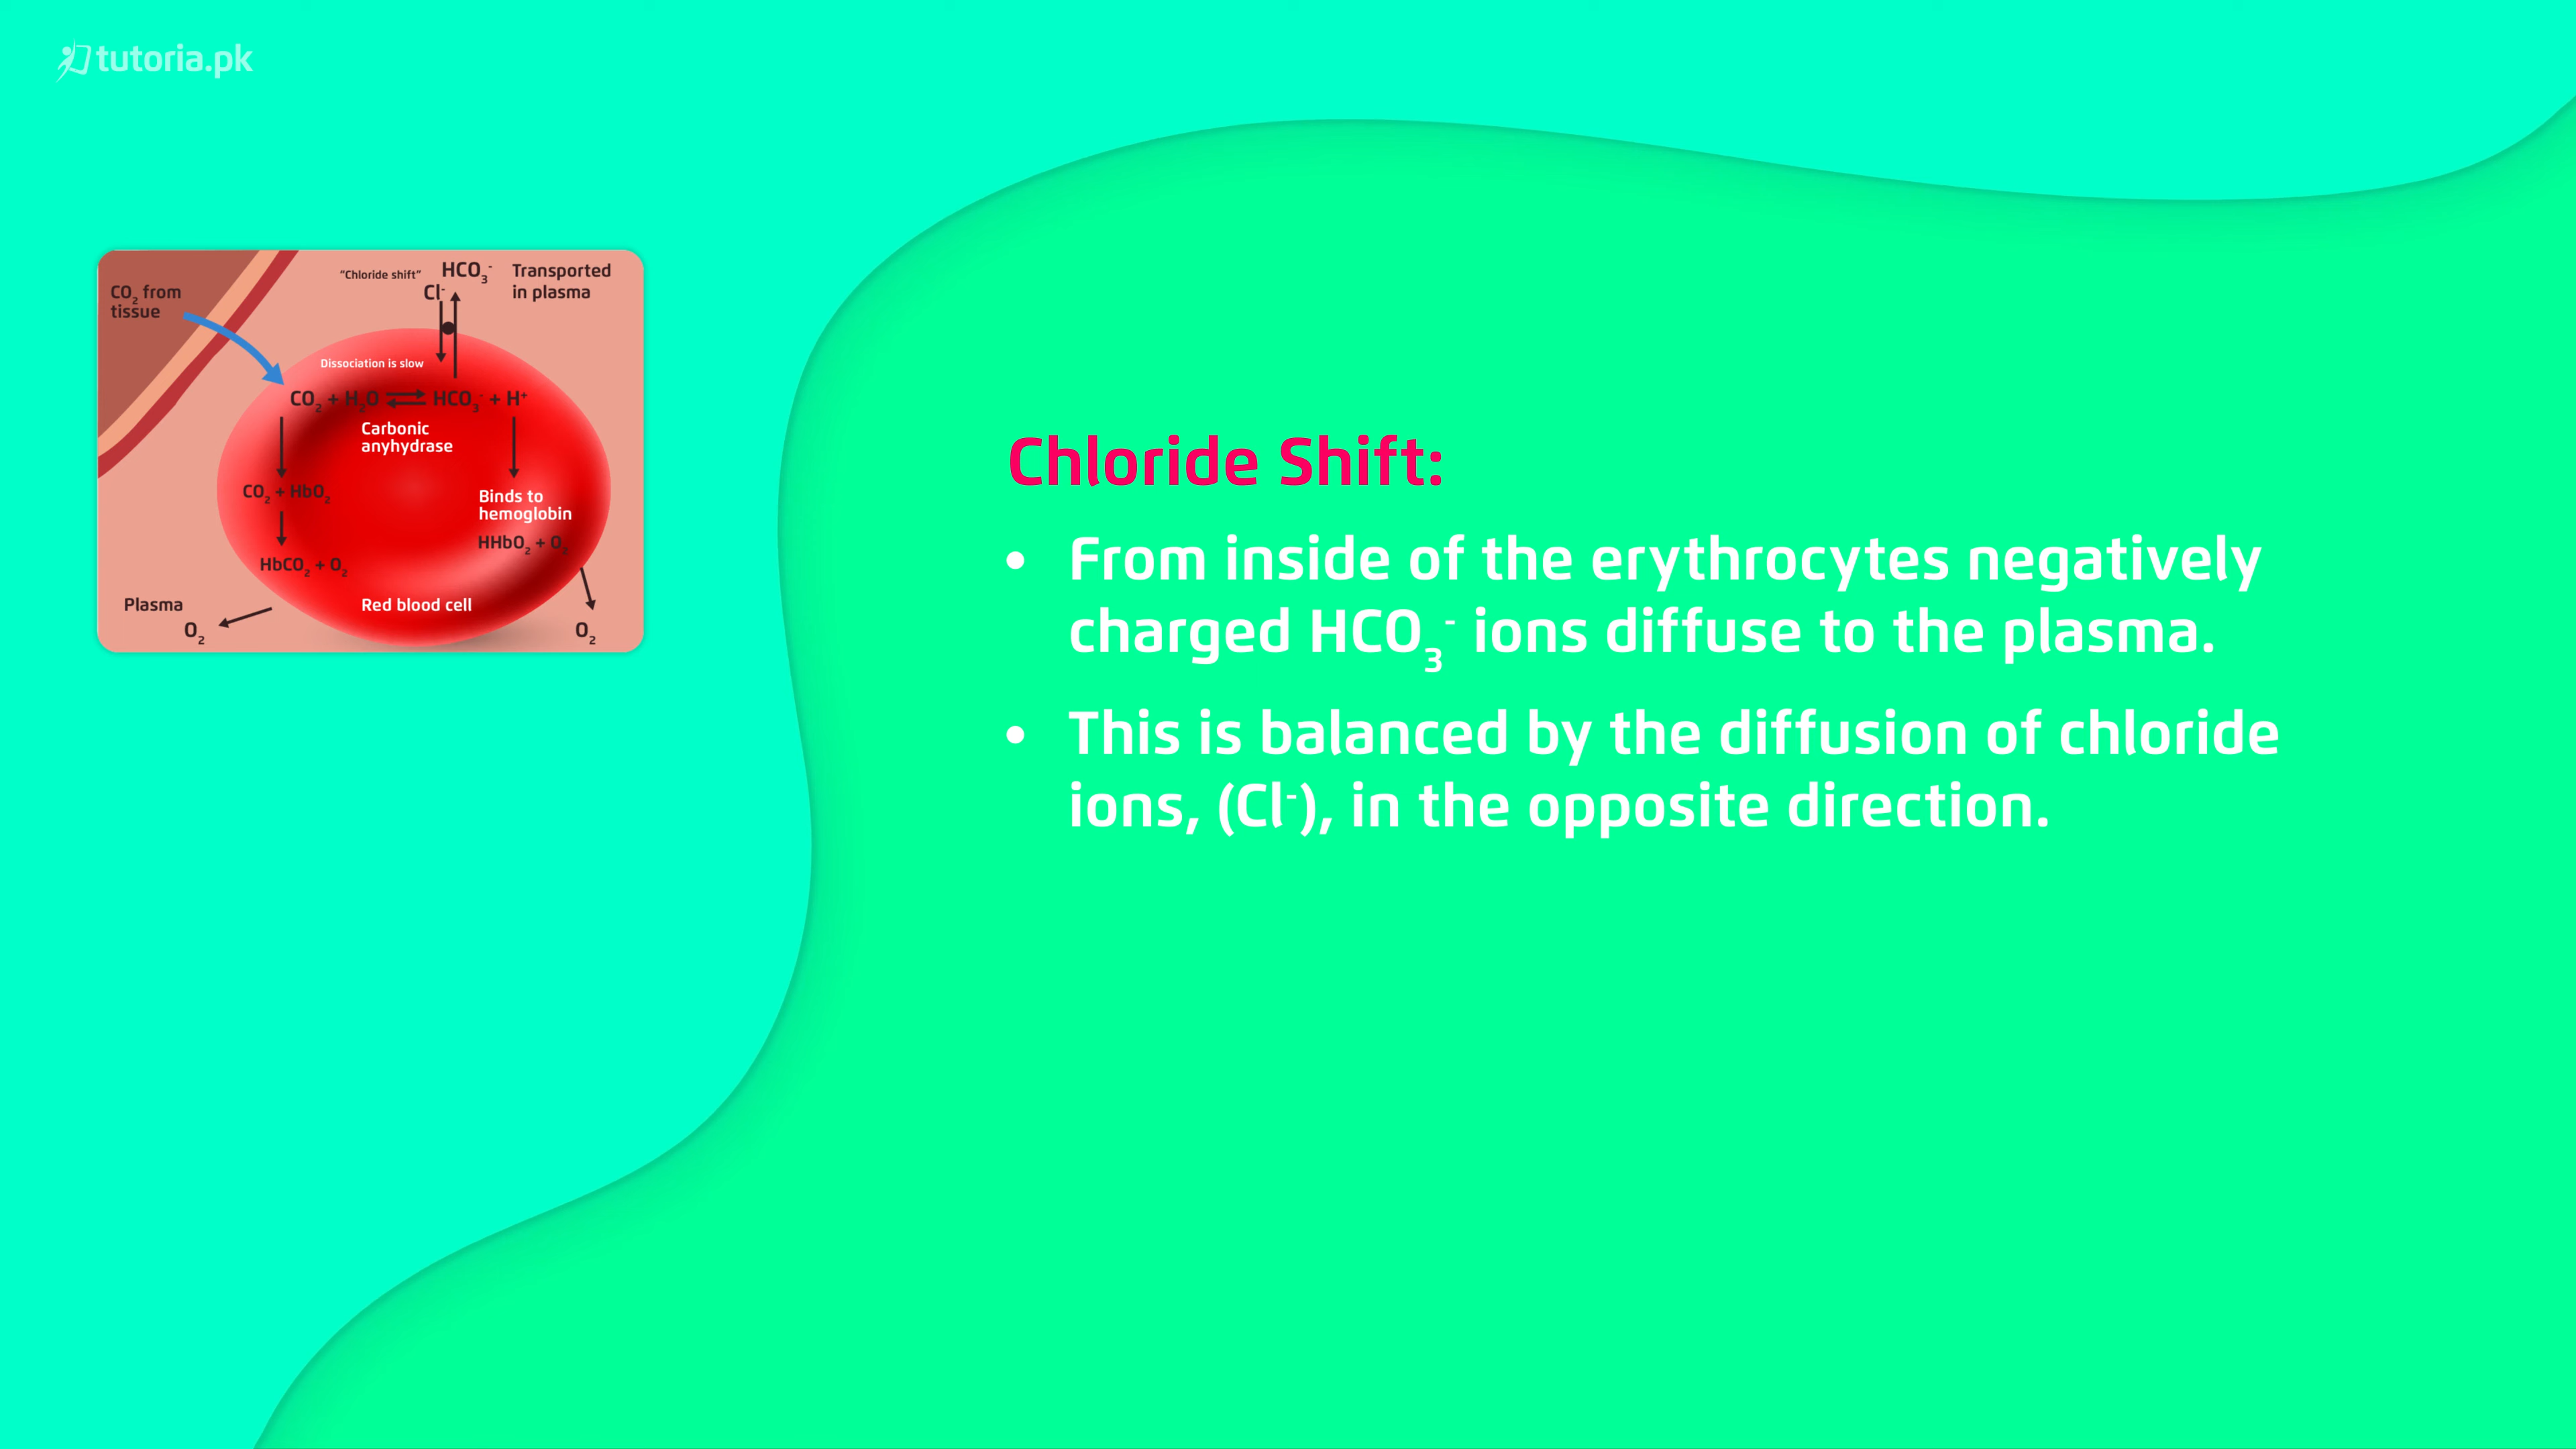 tutoria.pk
"Chloride shift"
HCO₃⁻
Transported
in plasma
Cl⁻
CO₂ from
tissue
Dissociation is slow
CO₂ + H₂O ⇌ HCO₃⁻ + H⁺
Carbonic
anyhydrase
CO₂ + HbO₂
Binds to
hemoglobin
HHbO₂ + O₂
HbCO₂ + O₂
Plasma
Red blood cell
O₂
O₂
Chloride Shift:
• From inside of the erythrocytes negatively
charged HCO₃⁻ ions diffuse to the plasma.
• This is balanced by the diffusion of chloride
ions, (Cl⁻), in the opposite direction.